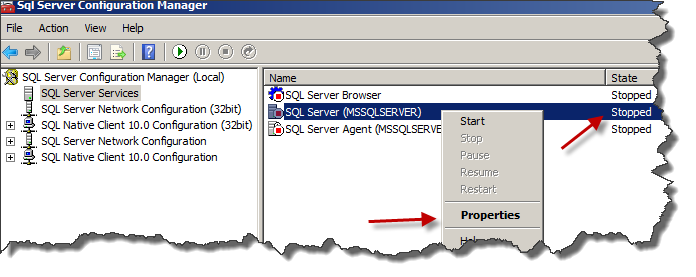 Sql Server Configuration Manager
File Action View Help
SQL Server Configuration Manager (Local)
SQL Server Services
SQL Server Network Configuration (32bit)
SQL Native Client 10.0 Configuration (32bit)
SQL Server Network Configuration
SQL Native Client 10.0 Configuration
Name State
SQL Server Browser Stopped
SQL Server (MSSQLSERVER) Stopped
SQL Server Agent (MSSQLSERVE Stopped
Start
Stop
Pause
Resume
Restart
Properties